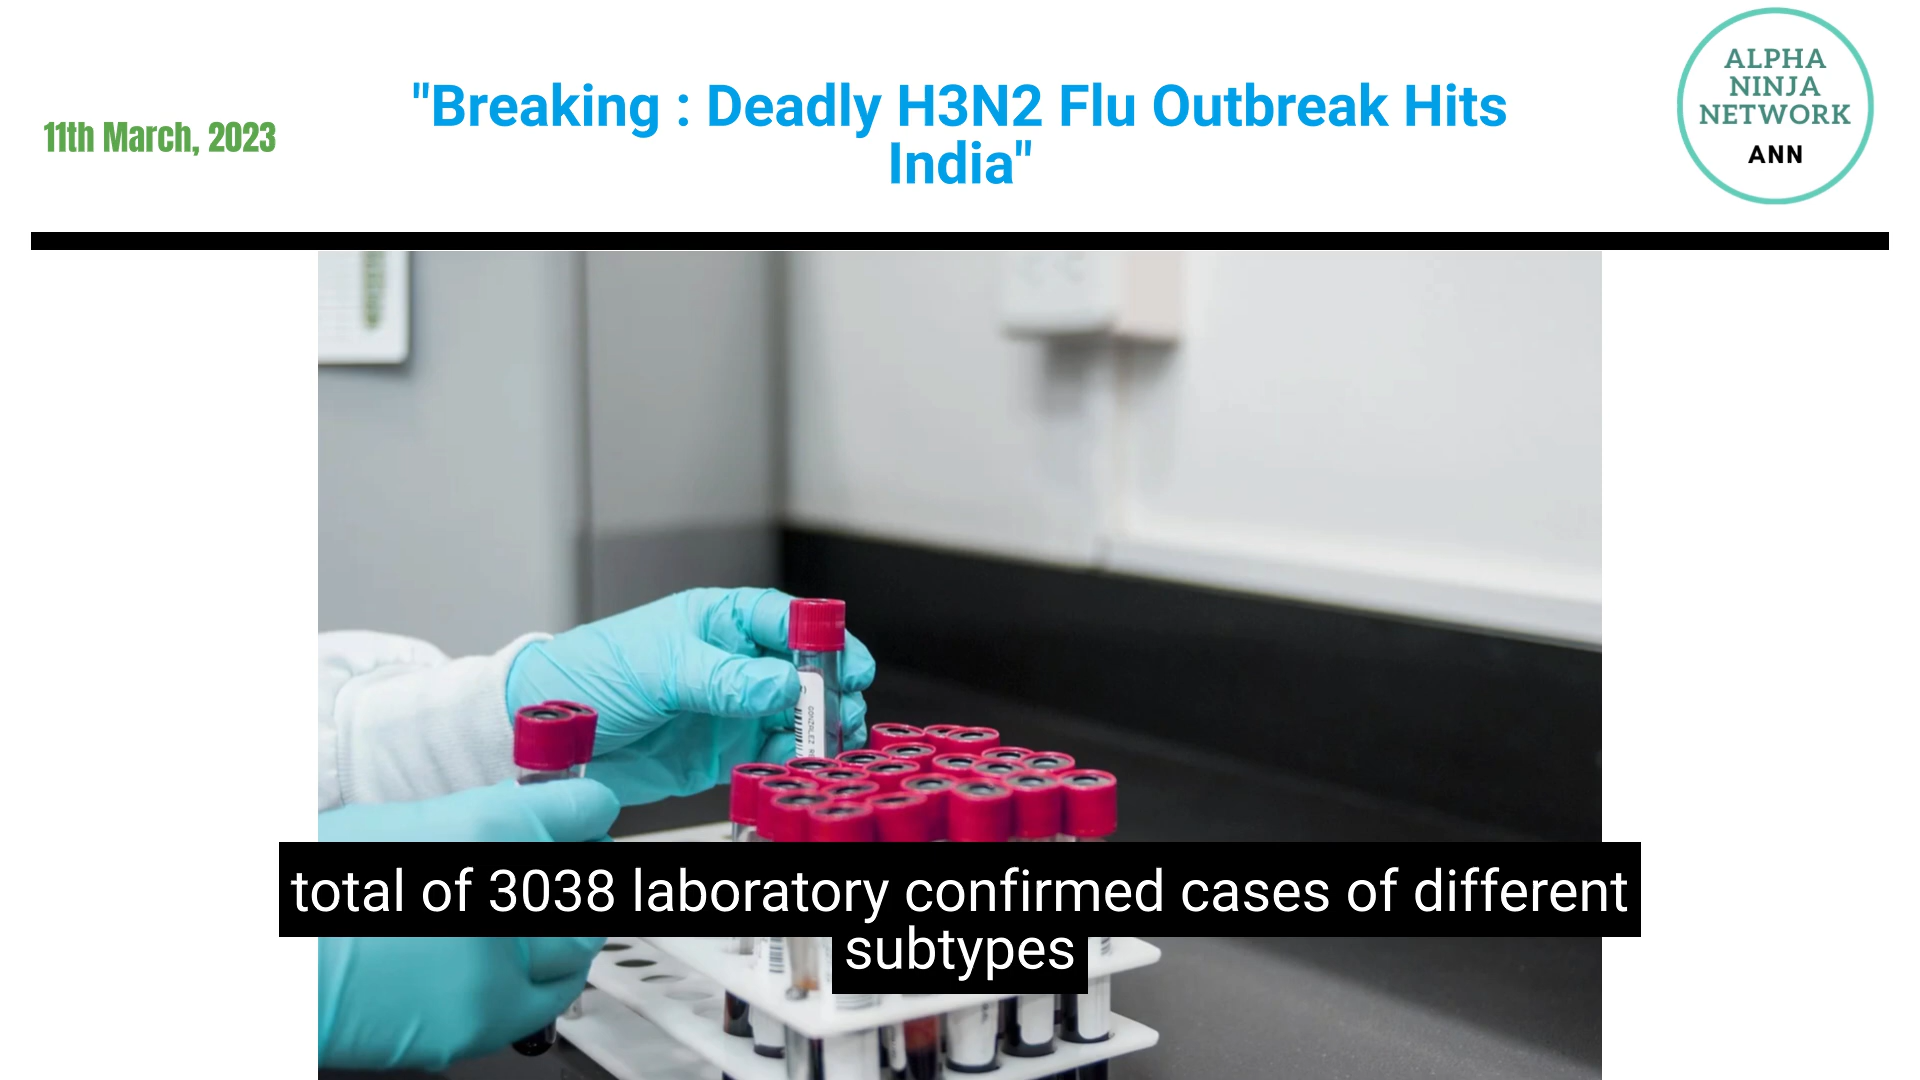 11th March, 2023
"Breaking : Deadly H3N2 Flu Outbreak Hits
India"
ALPHA
NINJA
NETWORK
ANN
GONZALEZ
total of 3038 laboratory confirmed cases of different
subtypes